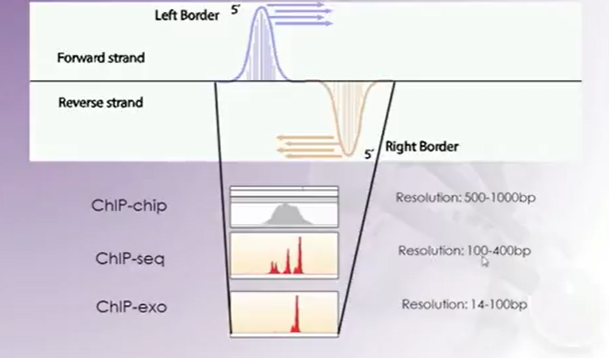 Left Border 5´
Forward strand
Reverse strand
5´ Right Border
ChIP-chip Resolution: 500-1000bp
ChIP-seq Resolution: 100-400bp
ChIP-exo Resolution: 14-100bp